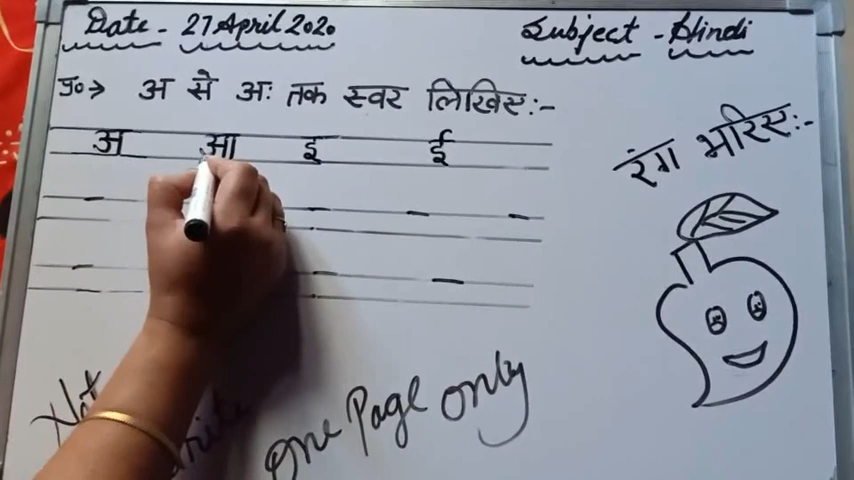 Date - 27 April 2020
Subject - Hindi
प्र० → अ से अः तक स्वर लिखिए :-
अ आ इ ई
रंग भरिए :-
one Page only